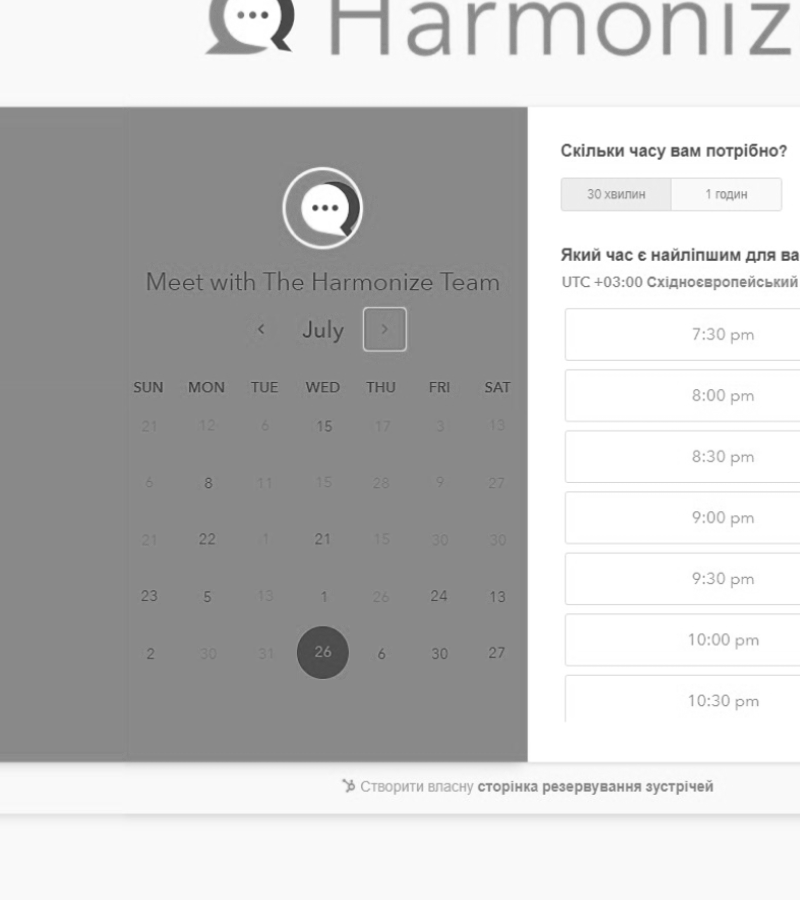 Harmoniz
Meet with The Harmonize Team
July
SUN MON TUE WED THU FRI SAT
21 12 6 15 17 3 13
6 8 11 15 28 9 27
21 22 1 21 15 30 30
23 5 13 1 26 24 13
2 30 31 26 6 30 27
Скільки часу вам потрібно?
30 хвилин 1 годин
Який час є найліпшим для ва
UTC +03:00 Східноєвропейський
7:30 pm
8:00 pm
8:30 pm
9:00 pm
9:30 pm
10:00 pm
10:30 pm
Створити власну сторінка резервування зустрічей